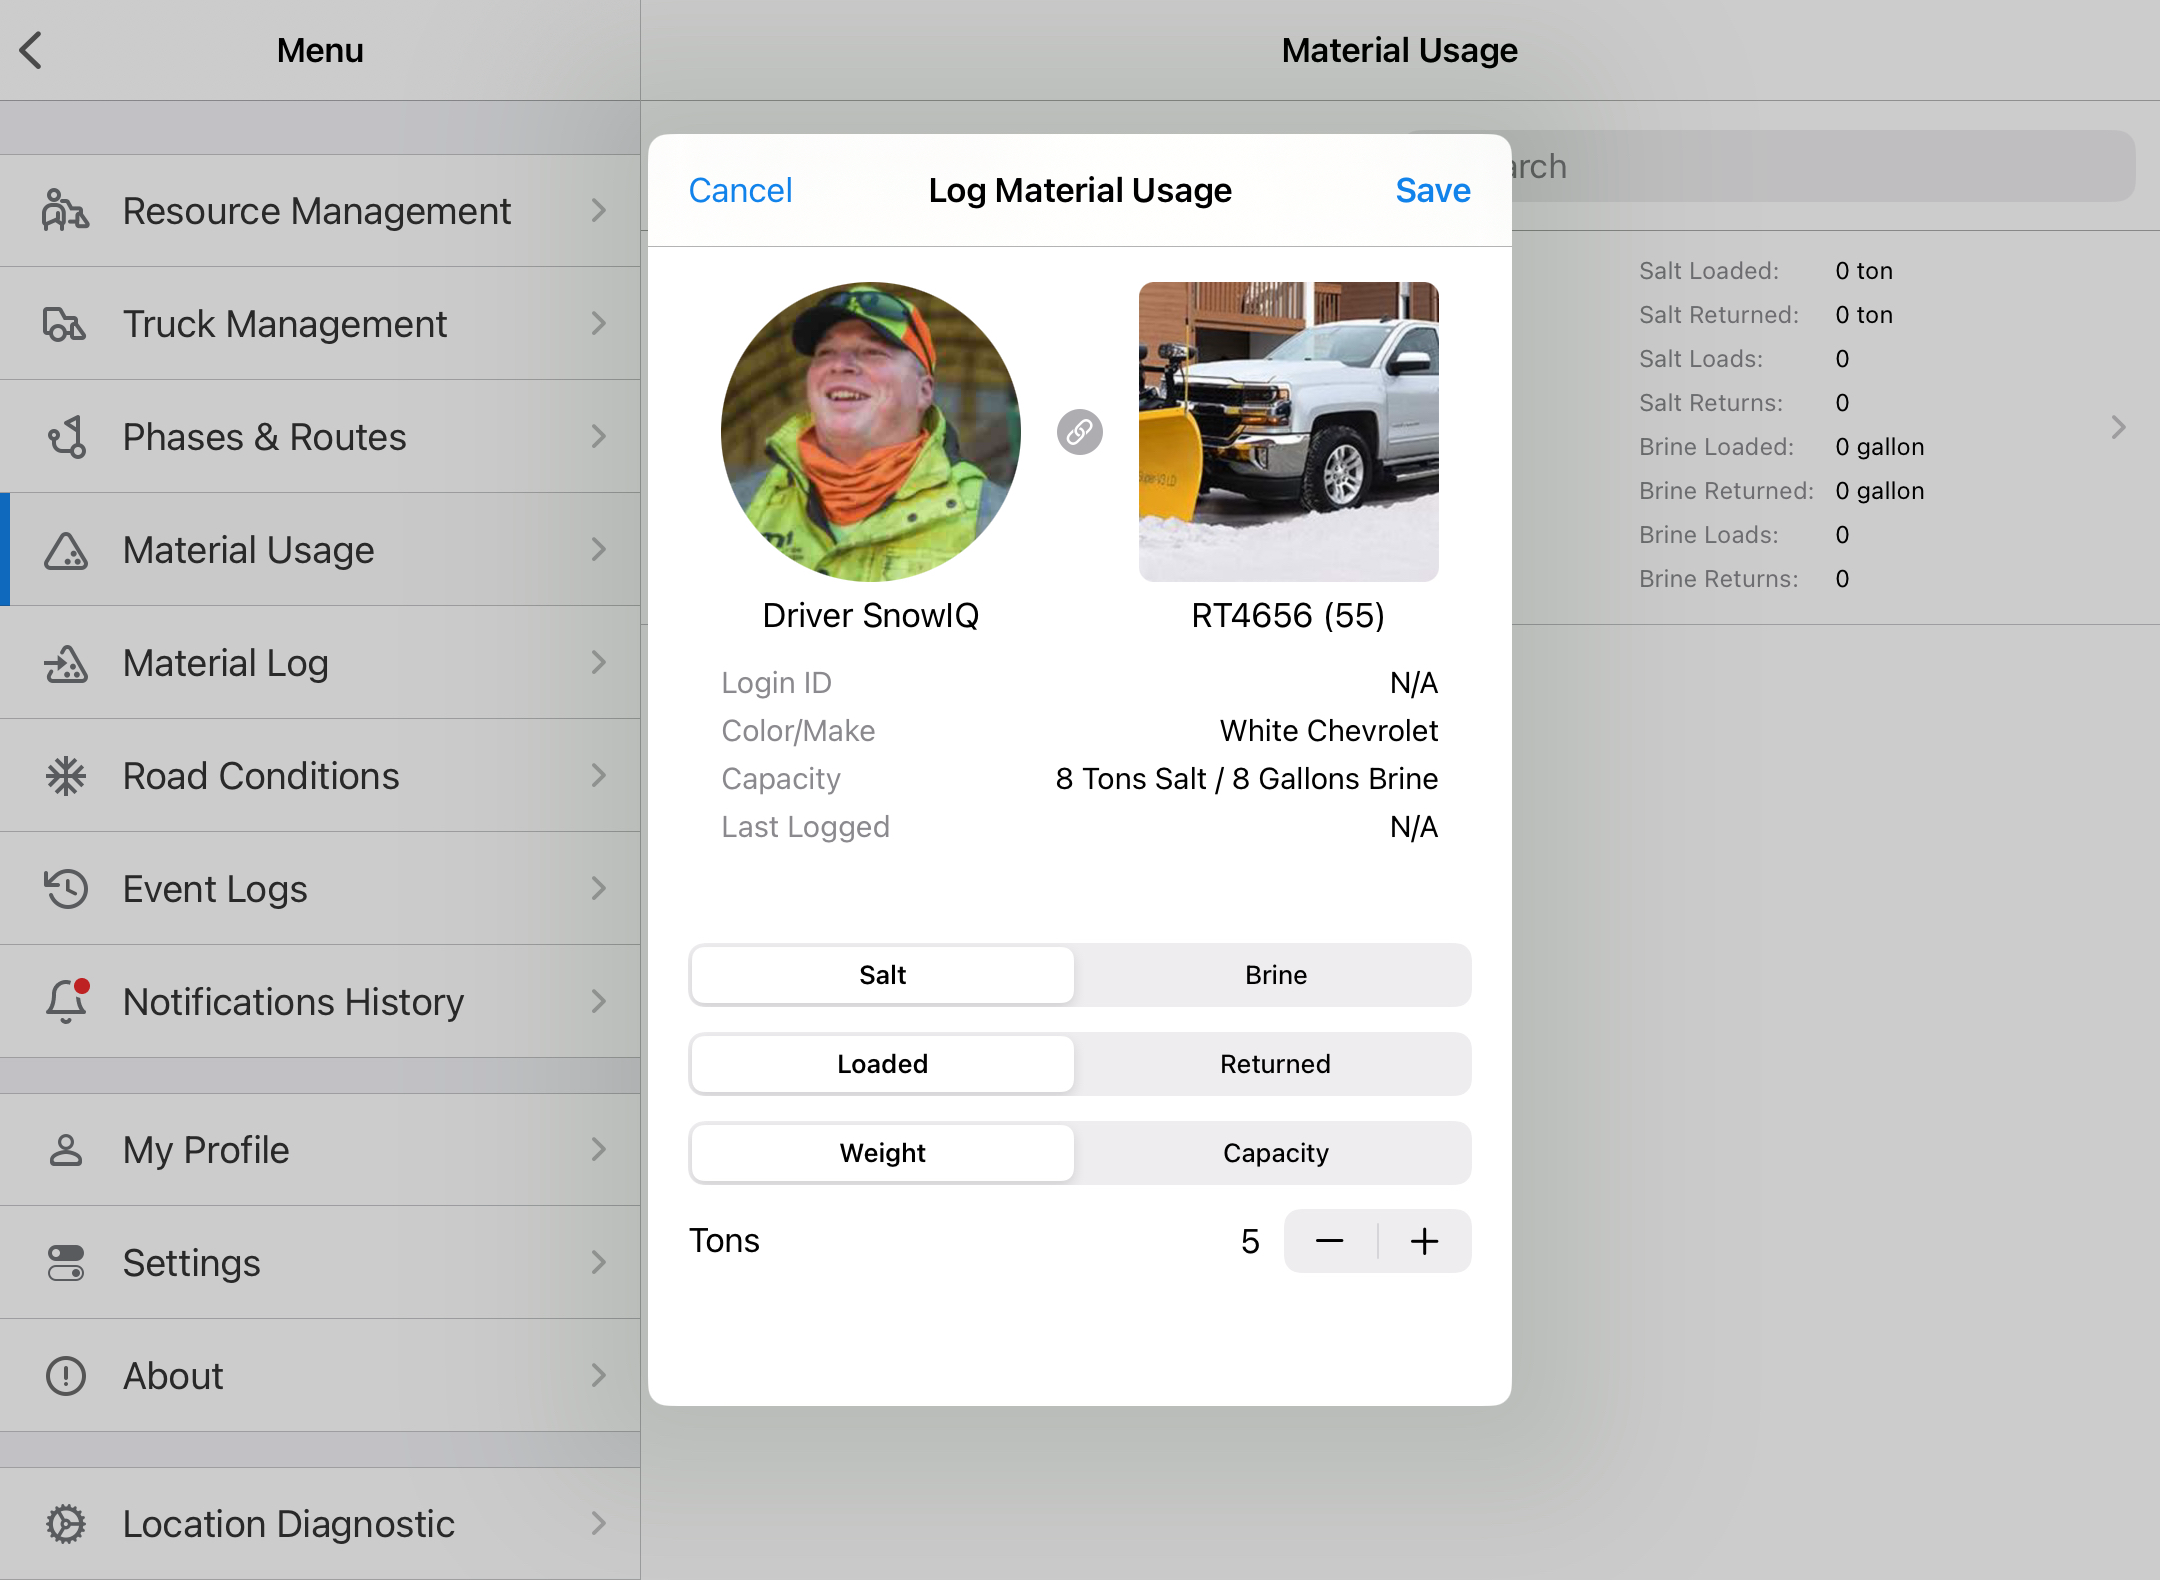 Menu
Resource Management
Truck Management
Phases & Routes
Material Usage
Material Log
Road Conditions
Event Logs
Notifications History
My Profile
Settings
About
Location Diagnostic
Material Usage
arch
Salt Loaded: 0 ton
Salt Returned: 0 ton
Salt Loads: 0
Salt Returns: 0
Brine Loaded: 0 gallon
Brine Returned: 0 gallon
Brine Loads: 0
Brine Returns: 0
Cancel Log Material Usage Save
Driver SnowIQ RT4656 (55)
Login ID N/A
Color/Make White Chevrolet
Capacity 8 Tons Salt / 8 Gallons Brine
Last Logged N/A
Salt Brine
Loaded Returned
Weight Capacity
Tons 5